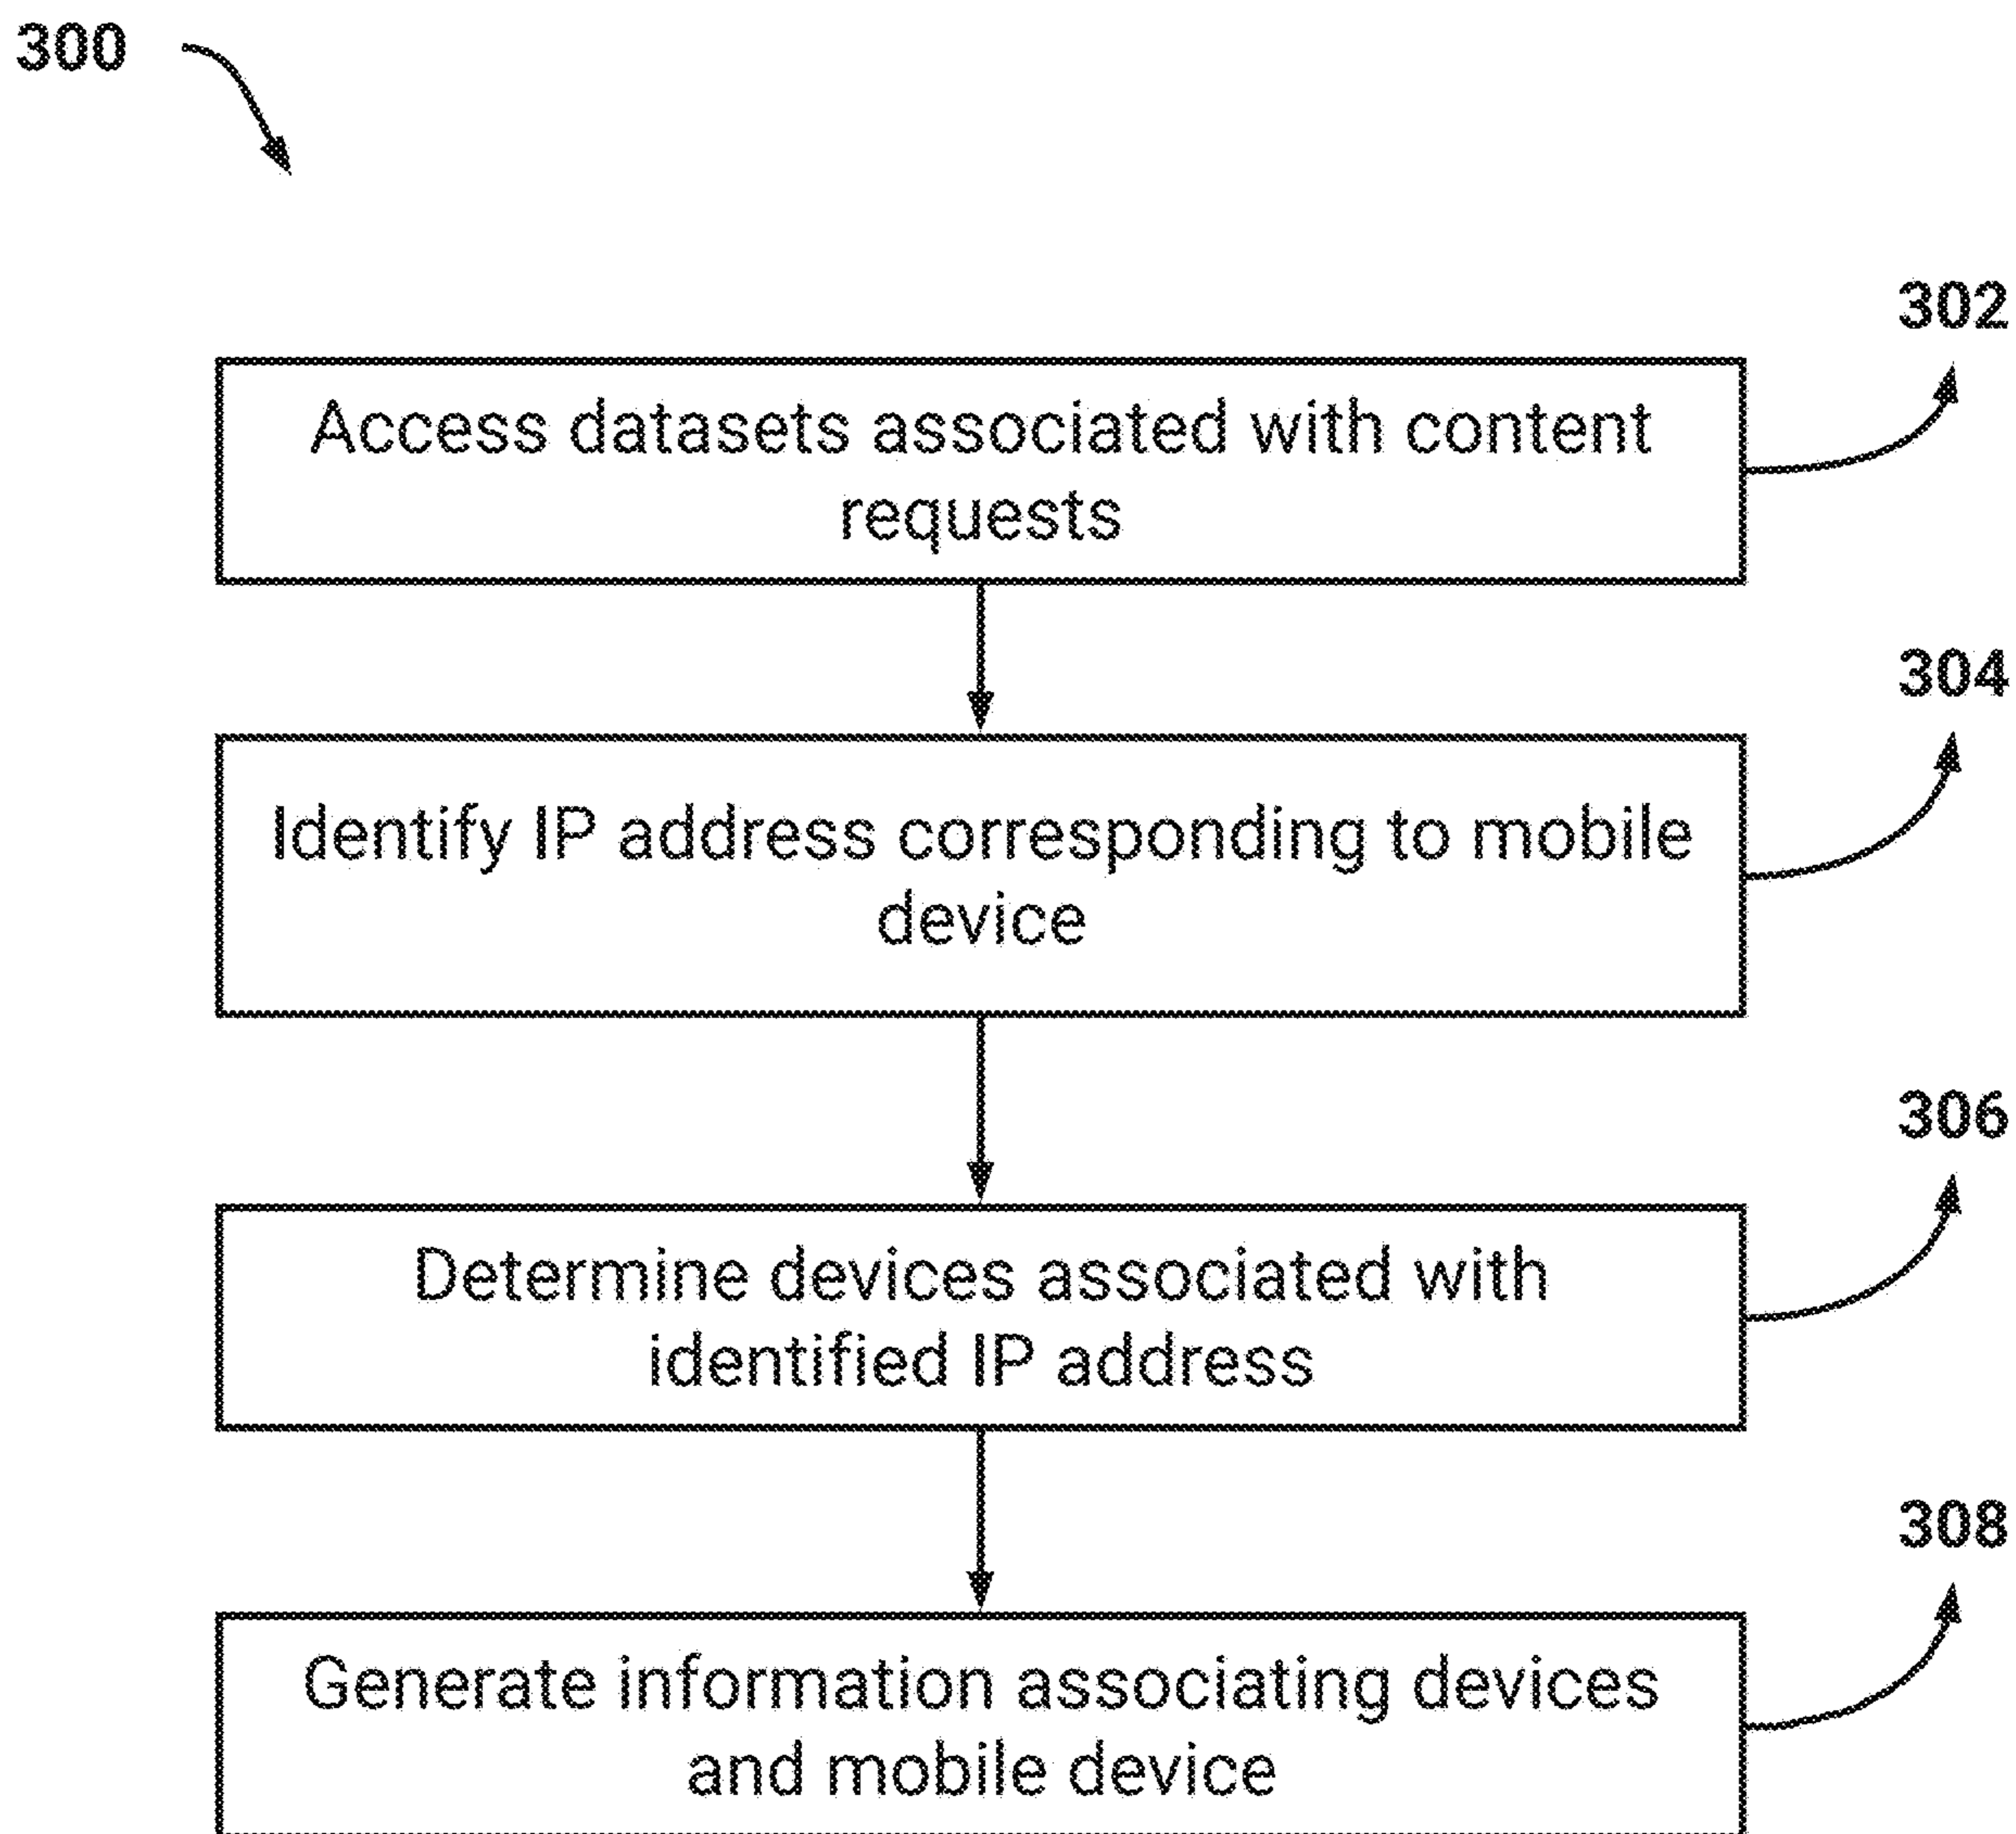 300
302
Access datasets associated with content
requests
304
Identify IP address corresponding to mobile
device
306
Determine devices associated with
identified IP address
308
Generate information associating devices
and mobile device